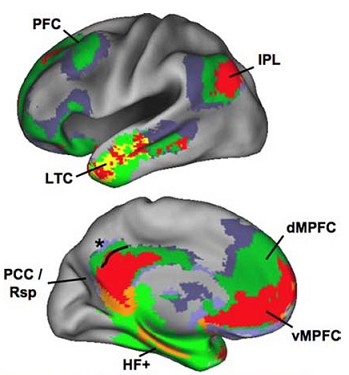 PFC
IPL
LTC
dMPFC
*
PCC /
Rsp
vMPFC
HF+